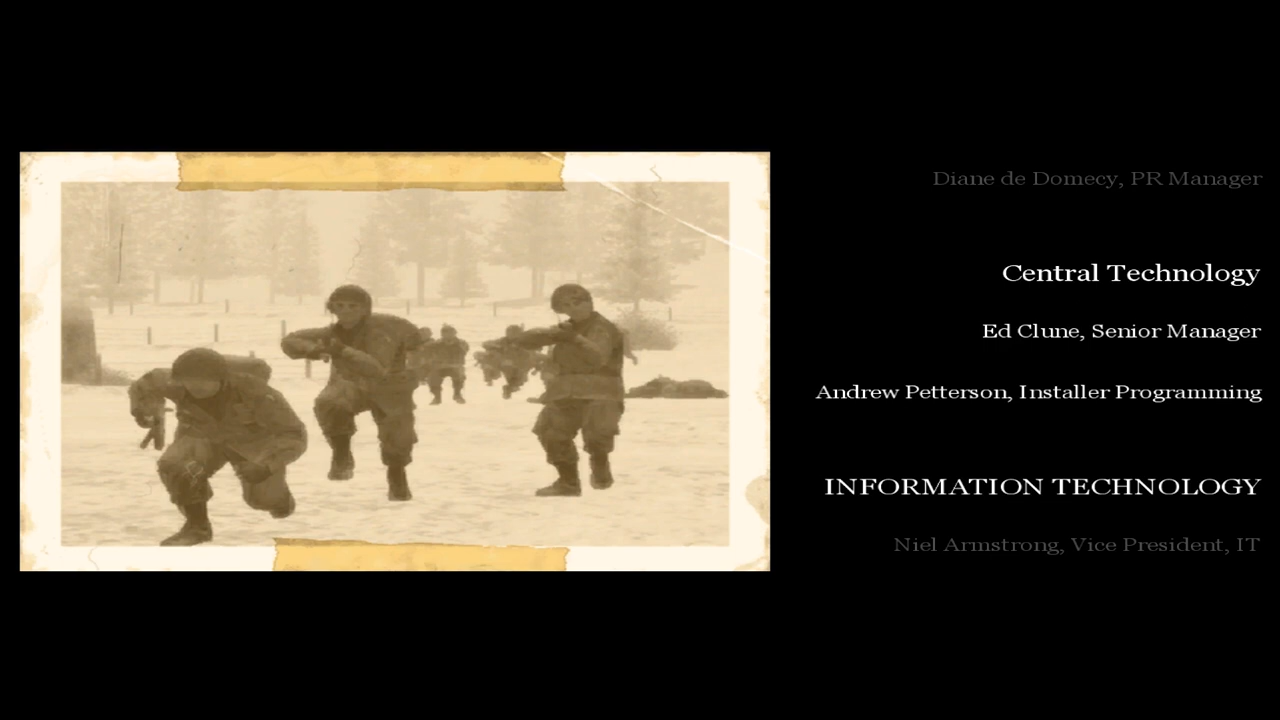 Diane de Domecy, PR Manager
Central Technology
Ed Clune, Senior Manager
Andrew Petterson, Installer Programming
INFORMATION TECHNOLOGY
Niel Armstrong, Vice President, IT